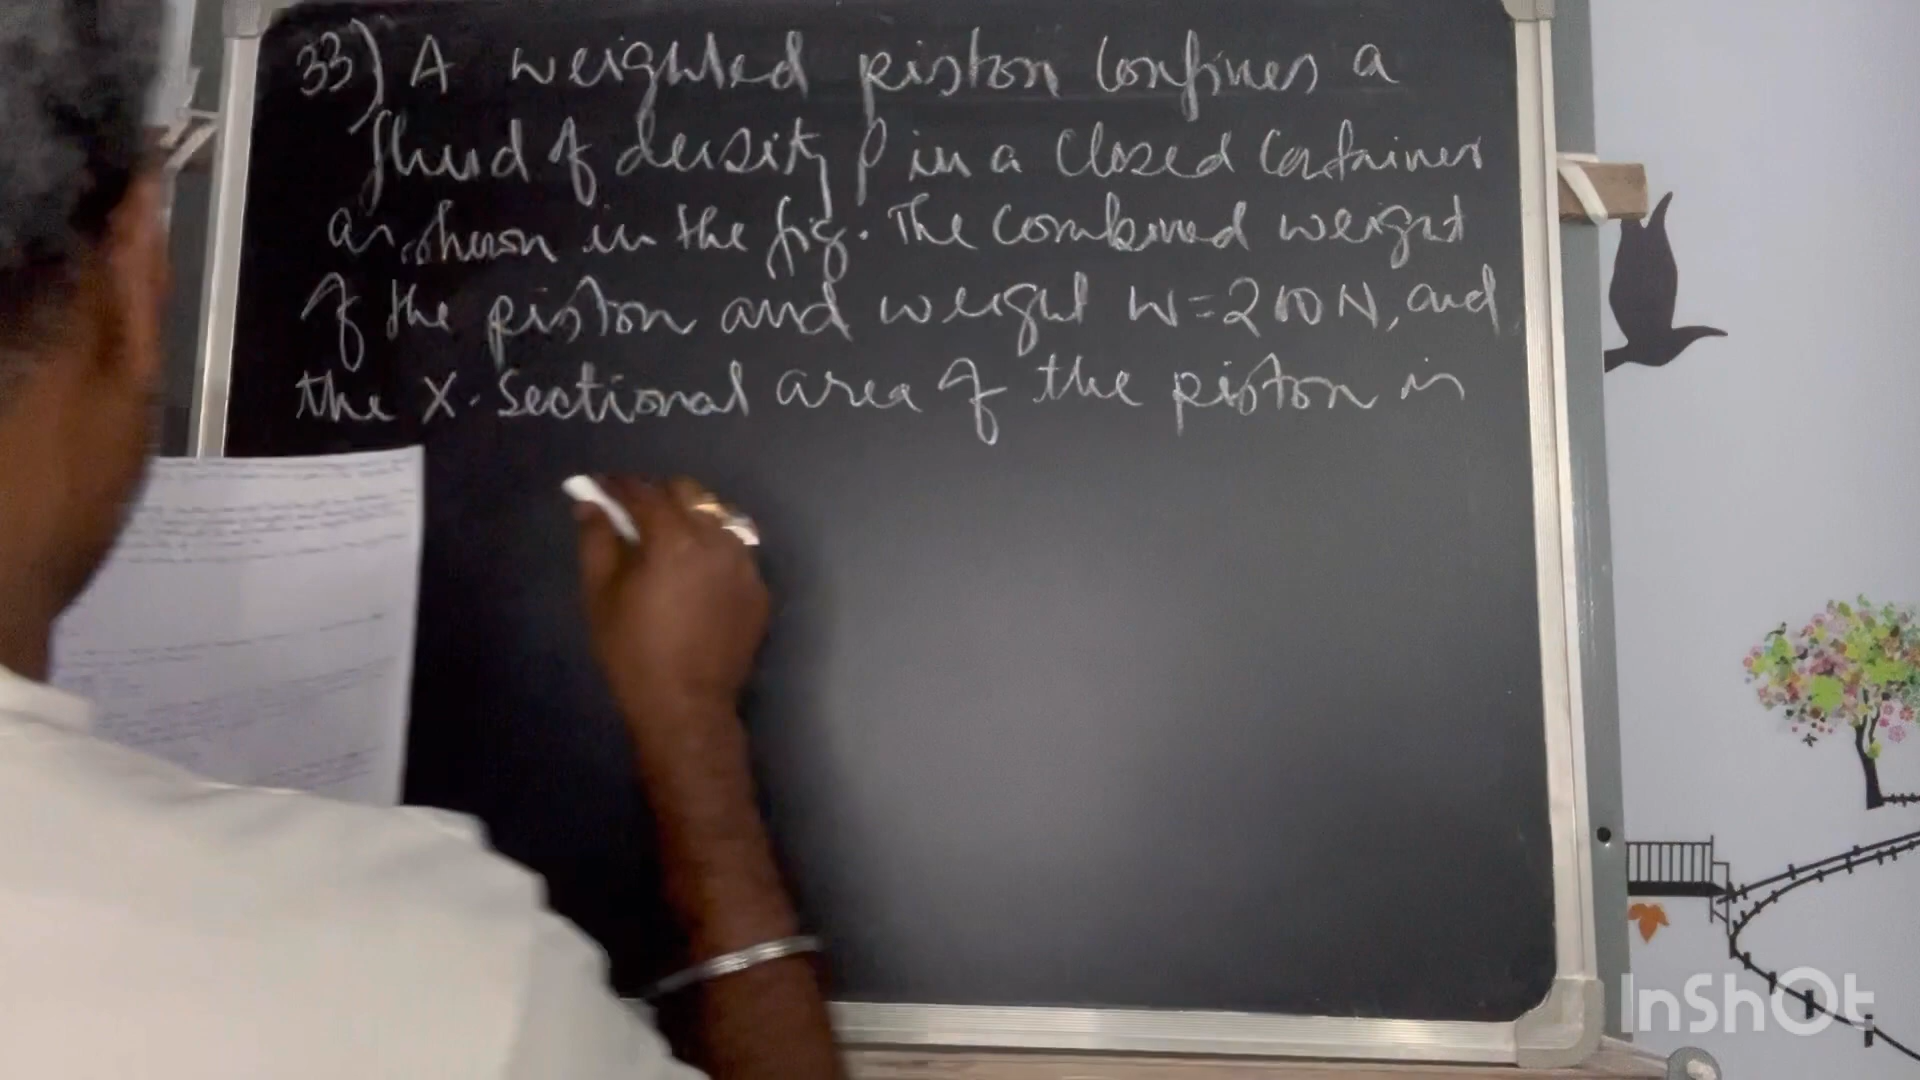 33) A weighted piston confines a
fluid of density ρ in a closed container
as shown in the fig. The combined weight
of the piston and weight W=200N, and
the X. Sectional area of the piston is
InShOt